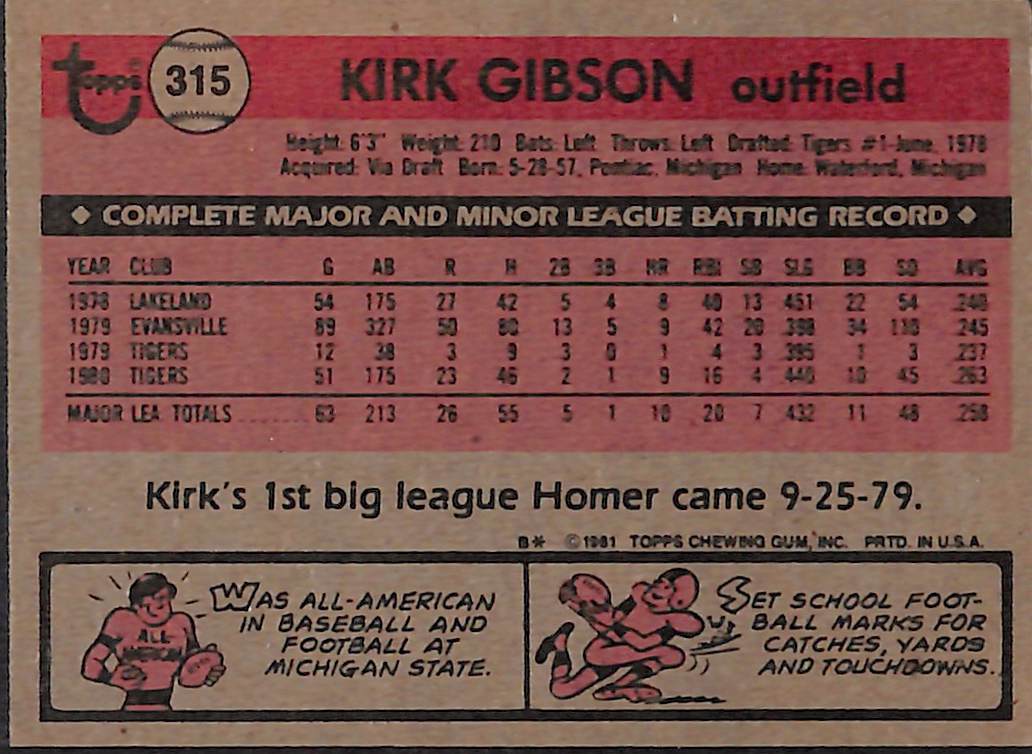 Topps
315
KIRK GIBSON outfield
Height: 6'3" Weight: 210 Bats: Left Throws: Left Drafted: Tigers #1-June, 1978
Acquired: Via Draft Born: 5-28-57, Pontiac, Michigan Home: Waterford, Michigan
◆ COMPLETE MAJOR AND MINOR LEAGUE BATTING RECORD ◆
YEAR CLUB G AB R H 2B 3B HR RBI SB SLG BB SO AVG
1978 LAKELAND 54 175 27 42 5 4 8 40 13 451 22 54 .240
1979 EVANSVILLE 89 327 50 80 13 5 9 42 20 34 .245
1979 TIGERS 12 38 3 9 3 0 1 4 3 395 1 3 .237
1980 TIGERS 51 175 23 46 2 1 9 16 4 440 10 45 .263
MAJOR LEA TOTALS........ 63 213 26 55 5 1 10 20 7 432 11 48 .258
Kirk's 1st big league Homer came 9-25-79.
B* ©1981 TOPPS CHEWING GUM, INC. PRTD. IN U.S.A.
WAS ALL-AMERICAN
IN BASEBALL AND
FOOTBALL AT
MICHIGAN STATE.
ALL
AMERICAN
SET SCHOOL FOOT-
BALL MARKS FOR
CATCHES, YARDS
AND TOUCHDOWNS.